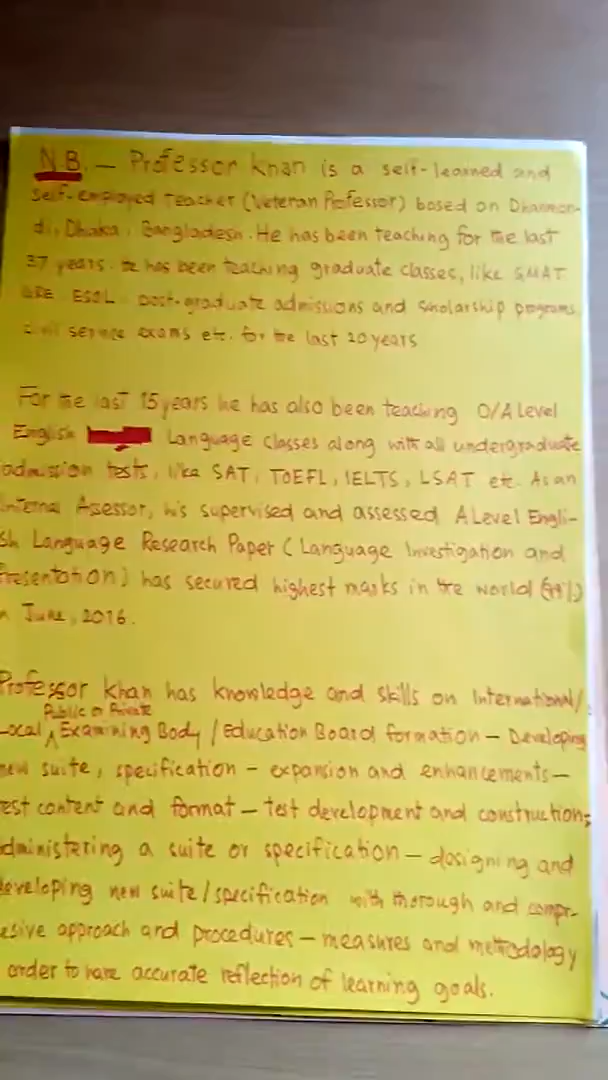 N.B. — Professor Khan is a self-learned and
self-employed Teacher (Veteran Professor) based on Dhanmon-
di, Dhaka, Bangladesh. He has been teaching for the last
37 years. He has been teaching graduate classes, like GMAT
GRE, ESOL, post-graduate admissions and scholarship programs,
civil service exams etc. for the last 20 years
For the last 15 years he has also been teaching O/A Level
English Language classes along with all undergraduate
admission tests, like SAT, TOEFL, IELTS, LSAT etc. As an
Internal Assessor, his supervised and assessed A Level Engli-
sh Language Research Paper (Language Investigation and
Presentation) has secured highest marks in the world
n June, 2016.
Professor Khan has knowledge and skills on International/
Public or Private
Local ^ Examining Body / Education Board formation — Developing
new suite, specification — expansion and enhancements —
test content and format — test development and construction,
administering a suite or specification — designing and
developing new suite/specification with thorough and compr-
esive approach and procedures — measures and methodology
order to have accurate reflection of learning goals.